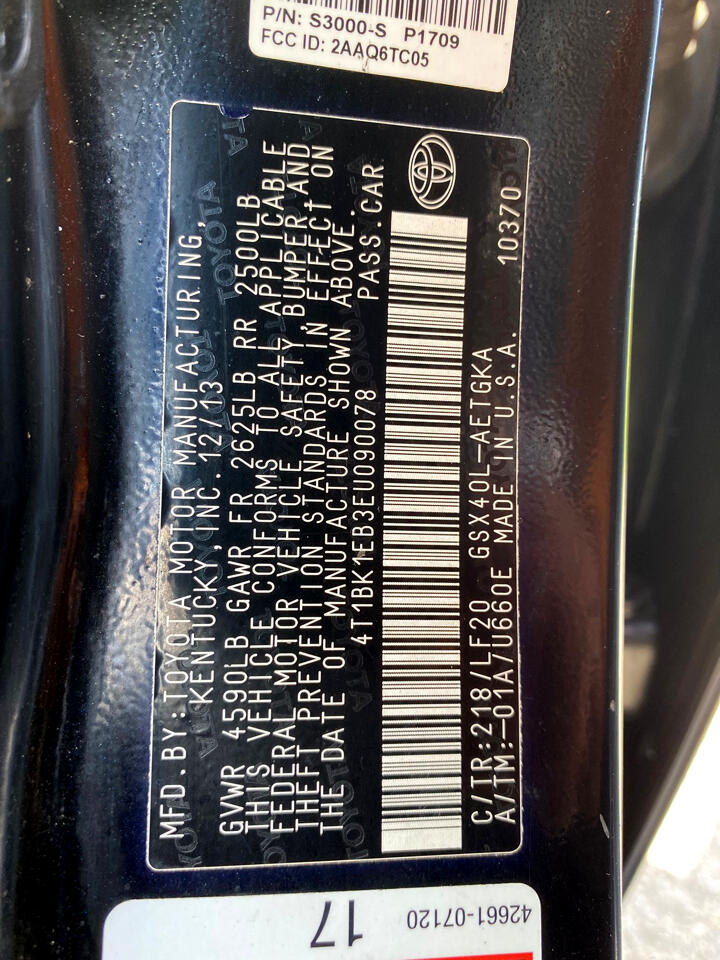 P/N: S3000-S P1709
FCC ID: 2AAQ6TC05
MFD. BY: TOYOTA MOTOR MANUFACTURING,
KENTUCKY, INC. 12/13
GVWR 4590LB GAWR FR 2625LB RR 2500LB
THIS VEHICLE CONFORMS TO ALL APPLICABLE
FEDERAL MOTOR VEHICLE SAFETY, BUMPER, AND
THEFT PREVENTION STANDARDS IN EFFECT ON
THE DATE OF MANUFACTURE SHOWN ABOVE.
4T1BK1EB3EU090078 PASS. CAR
C/TR: 218/LF20 GSX40L-AETGKA
A/TM: -01A/U660E MADE IN U.S.A. 10370
42661-07120
17